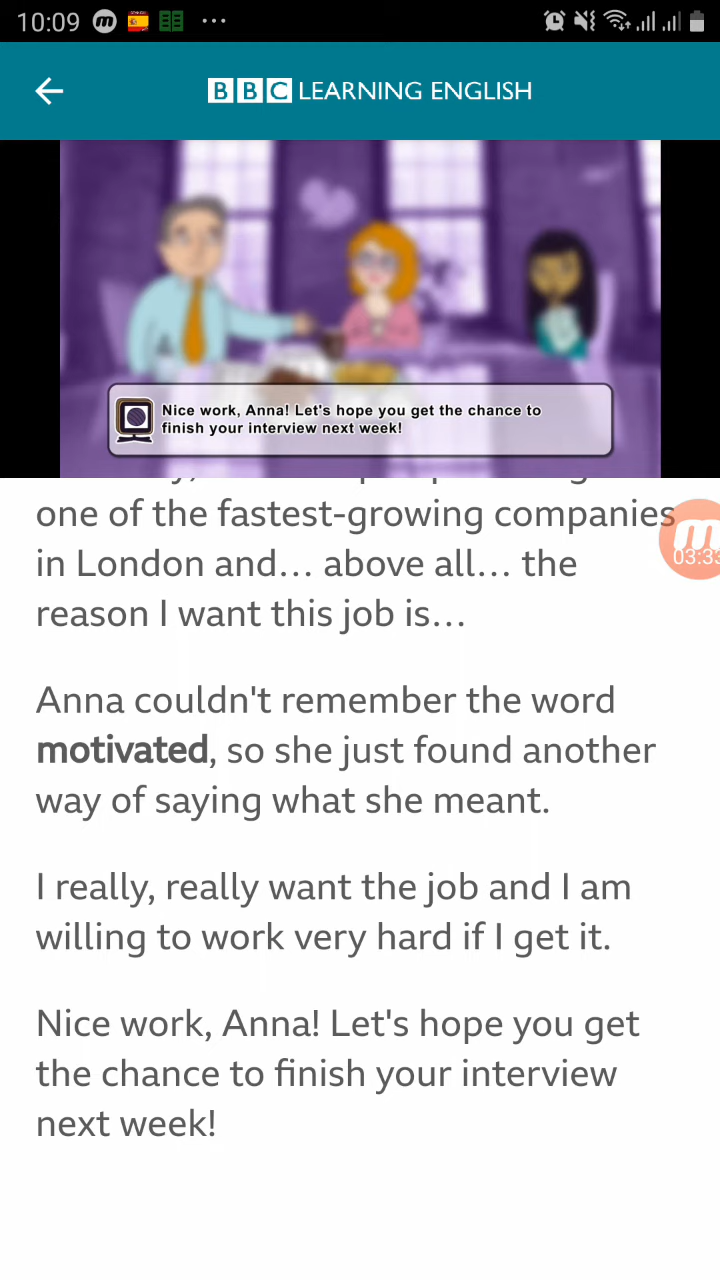 10:09
BBC LEARNING ENGLISH
Nice work, Anna! Let's hope you get the chance to
finish your interview next week!
one of the fastest-growing companies
in London and... above all... the
03:33
reason I want this job is...
Anna couldn't remember the word
motivated, so she just found another
way of saying what she meant.
I really, really want the job and I am
willing to work very hard if I get it.
Nice work, Anna! Let's hope you get
the chance to finish your interview
next week!